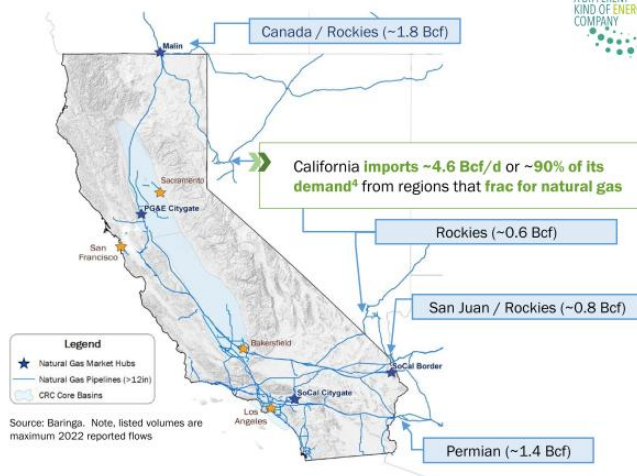 A DIFFERENT
KIND OF ENERGY
COMPANY
Canada / Rockies (~1.8 Bcf)
Malin
California imports ~4.6 Bcf/d or ~90% of its
demand⁴ from regions that frac for natural gas
Sacramento
PG&E Citygate
Rockies (~0.6 Bcf)
San
Francisco
San Juan / Rockies (~0.8 Bcf)
Legend
Natural Gas Market Hubs
Natural Gas Pipelines (>12in)
CRC Core Basins
Bakersfield
SoCal Border
SoCal Citygate
Los
Angeles
Source: Baringa. Note, listed volumes are
maximum 2022 reported flows
Permian (~1.4 Bcf)